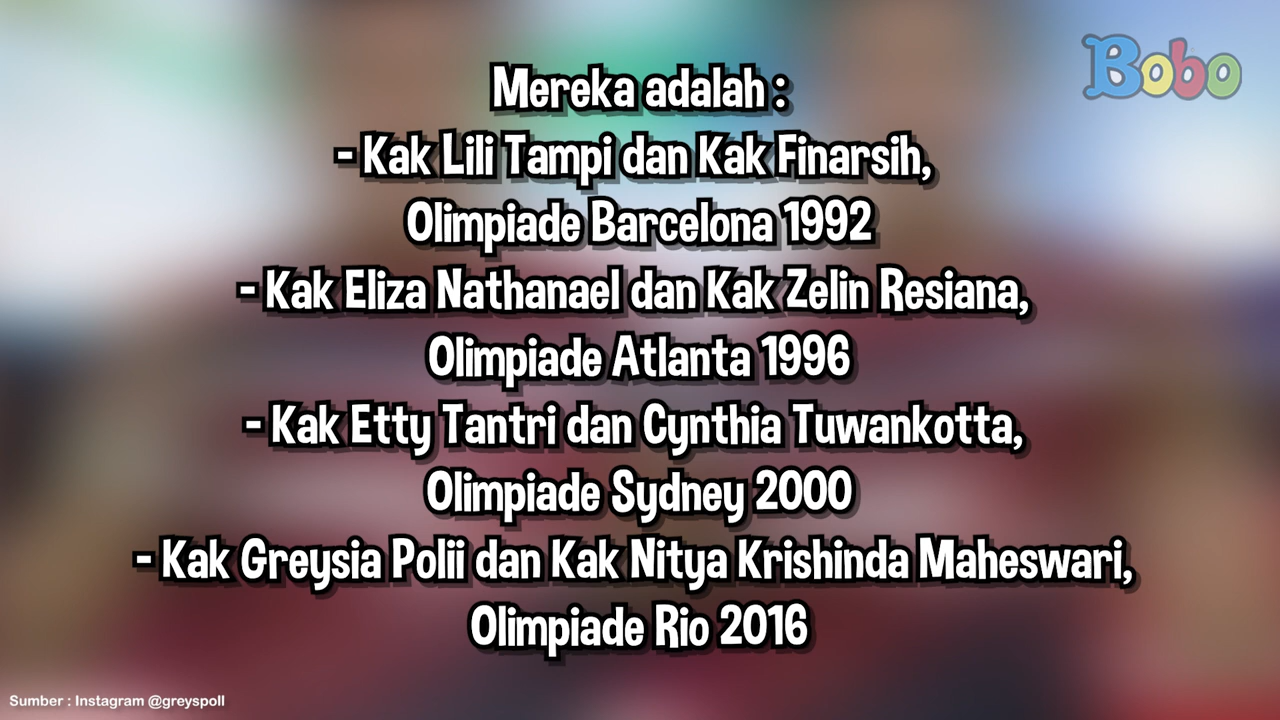 Bobo
Mereka adalah :
- Kak Lili Tampi dan Kak Finarsih,
Olimpiade Barcelona 1992
- Kak Eliza Nathanael dan Kak Zelin Resiana,
Olimpiade Atlanta 1996
- Kak Etty Tantri dan Cynthia Tuwankotta,
Olimpiade Sydney 2000
- Kak Greysia Polii dan Kak Nitya Krishinda Maheswari,
Olimpiade Rio 2016
Sumber : Instagram @greyspoll